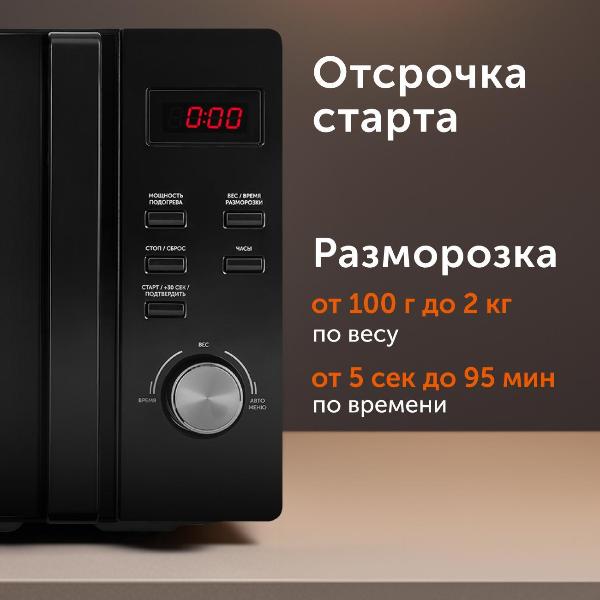 Отсрочка
старта
0:00
МОЩНОСТЬ
ПОДОГРЕВА
ВЕС / ВРЕМЯ
РАЗМОРОЗКИ
СТОП / СБРОС
ЧАСЫ
СТАРТ / +30 СЕК /
ПОДТВЕРДИТЬ
ВЕС
ВРЕМЯ
АВТО
МЕНЮ
Разморозка
от 100 г до 2 кг
по весу
от 5 сек до 95 мин
по времени